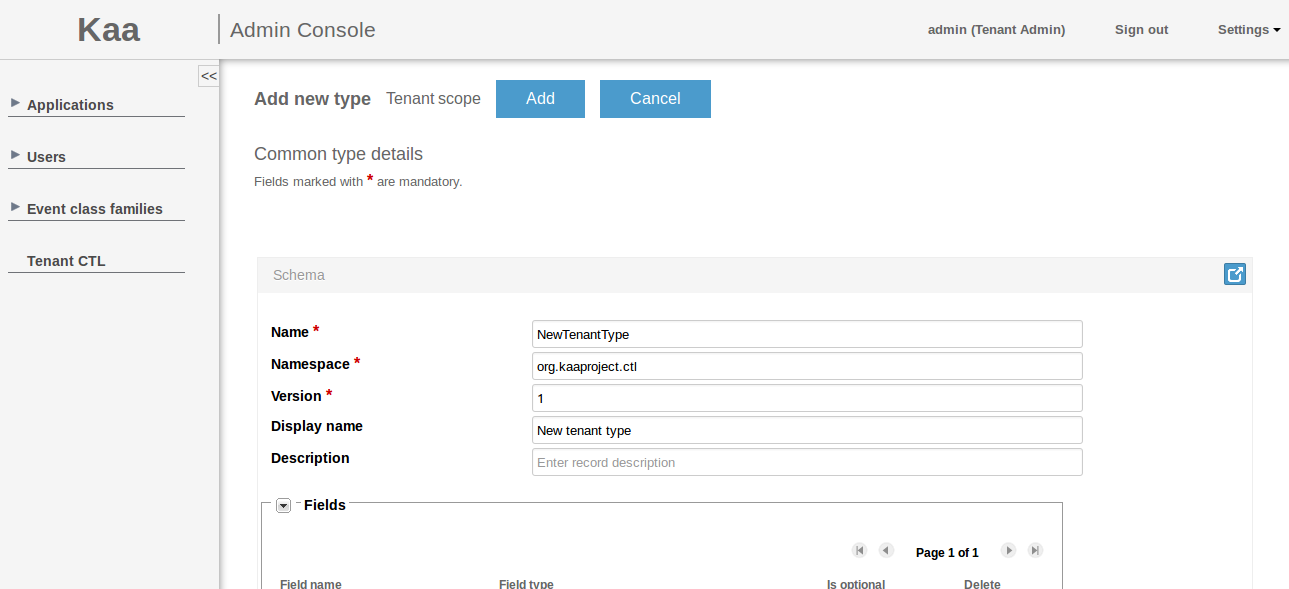 Kaa
Admin Console
admin (Tenant Admin) Sign out Settings
<<
Applications
Users
Event class families
Tenant CTL
Add new type Tenant scope Add Cancel
Common type details
Fields marked with * are mandatory.
Schema
Name * NewTenantType
Namespace * org.kaaproject.ctl
Version * 1
Display name New tenant type
Description Enter record description
Fields
Page 1 of 1
Field name Field type Is optional Delete